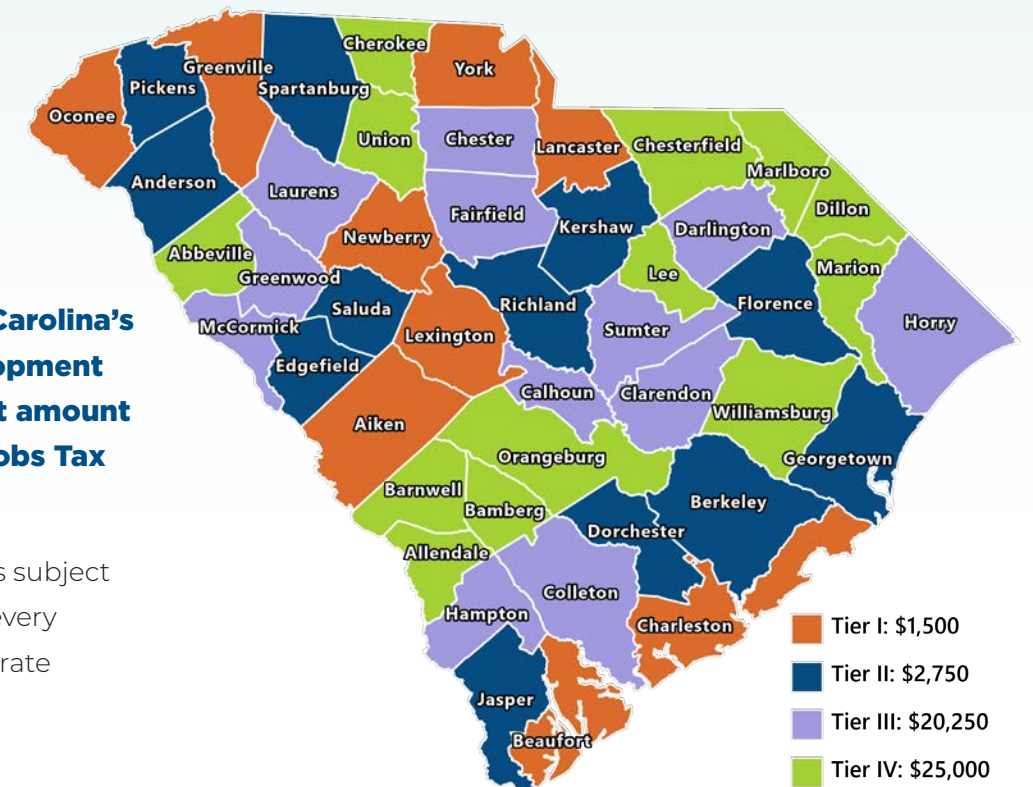 Carolina's
opment
t amount
obs Tax
s subject
every
rate
Cherokee
Greenville
York
Pickens
Spartanburg
Oconee
Union
Chester
Lancaster
Chesterfield
Marlboro
Anderson
Laurens
Dillon
Fairfield
Kershaw
Darlington
Newberry
Abbeville
Lee
Marion
Greenwood
Saluda
Richland
Florence
McCormick
Lexington
Sumter
Horry
Edgefield
Calhoun
Clarendon
Williamsburg
Aiken
Orangeburg
Georgetown
Barnwell
Berkeley
Bamberg
Dorchester
Allendale
Colleton
Hampton
Charleston
Jasper
Beaufort
Tier I: $1,500
Tier II: $2,750
Tier III: $20,250
Tier IV: $25,000